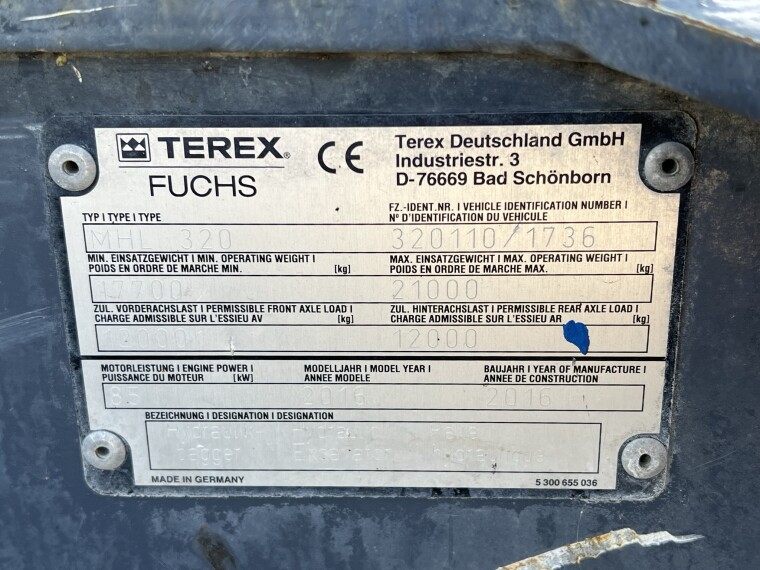 TEREX®
FUCHS
CE
Terex Deutschland GmbH
Industriestr. 3
D-76669 Bad Schönborn
TYP I TYPE I TYPE
MHL 320
FZ.-IDENT.NR. I VEHICLE IDENTIFICATION NUMBER I
N° D'IDENTIFICATION DU VEHICULE
320110/1736
MIN. EINSATZGEWICHT I MIN. OPERATING WEIGHT I
POIDS EN ORDRE DE MARCHE MIN. [kg]
17700
MAX. EINSATZGEWICHT I MAX. OPERATING WEIGHT I
POIDS EN ORDRE DE MARCHE MAX. [kg]
21000
ZUL. VORDERACHSLAST I PERMISSIBLE FRONT AXLE LOAD I
CHARGE ADMISSIBLE SUR L'ESSIEU AV [kg]
ZUL. HINTERACHSLAST I PERMISSIBLE REAR AXLE LOAD I
CHARGE ADMISSIBLE SUR L'ESSIEU AR [kg]
12000
MOTORLEISTUNG I ENGINE POWER I
PUISSANCE DU MOTEUR [kW]
MODELLJAHR I MODEL YEAR I
ANNEE MODELE
2016
BAUJAHR I YEAR OF MANUFACTURE I
ANNÉE DE CONSTRUCTION
2016
BEZEICHNUNG I DESIGNATION I DESIGNATION
MADE IN GERMANY
5 300 655 036